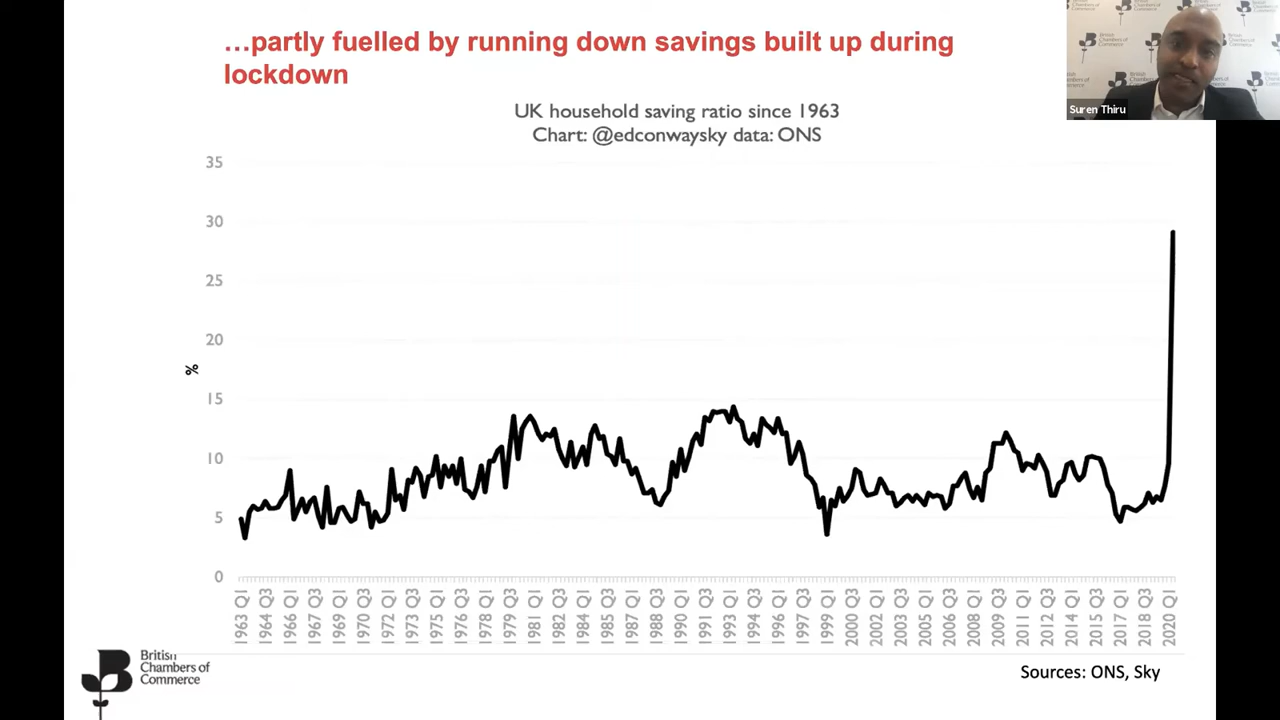 …partly fuelled by running down savings built up during
lockdown
British
Chambers of
Commerce
Suren Thiru
UK household saving ratio since 1963
Chart: @edconwaysky data: ONS
35
30
25
20
15
10
5
0
%
1963 Q1
1964 Q3
1966 Q1
1967 Q3
1969 Q1
1970 Q3
1972 Q1
1973 Q3
1975 Q1
1976 Q3
1978 Q1
1979 Q3
1981 Q1
1982 Q3
1984 Q1
1985 Q3
1987 Q1
1988 Q3
1990 Q1
1991 Q3
1993 Q1
1994 Q3
1996 Q1
1997 Q3
1999 Q1
2000 Q3
2002 Q1
2003 Q3
2005 Q1
2006 Q3
2008 Q1
2009 Q3
2011 Q1
2012 Q3
2014 Q1
2015 Q3
2017 Q1
2018 Q3
2020 Q1
British
Chambers of
Commerce
Sources: ONS, Sky